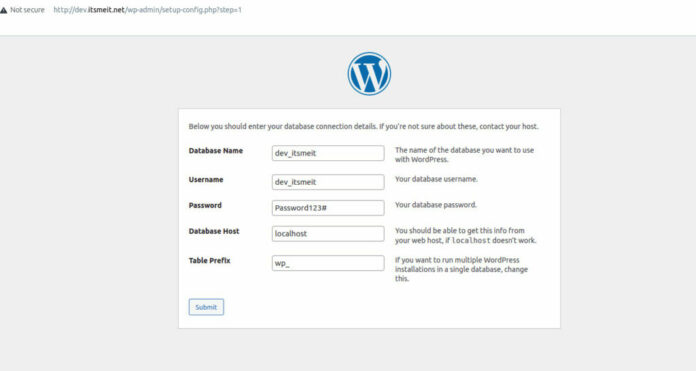 Not secure http://dev.itsmeit.net/wp-admin/setup-config.php?step=1
Below you should enter your database connection details. If you're not sure about these, contact your host.
Database Name
dev_itsmeit
The name of the database you want to use
with WordPress.
Username
dev_itsmeit
Your database username.
Password
Password123#
Your database password.
Database Host
localhost
You should be able to get this info from
your web host, if localhost doesn't work.
Table Prefix
wp_
If you want to run multiple WordPress
installations in a single database, change
this.
Submit